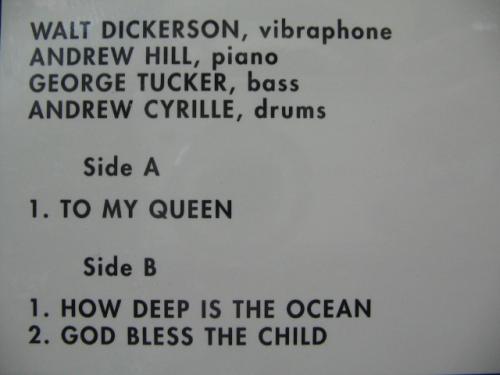 WALT DICKERSON, vibraphone
ANDREW HILL, piano
GEORGE TUCKER, bass
ANDREW CYRILLE, drums
Side A
1. TO MY QUEEN
Side B
1. HOW DEEP IS THE OCEAN
2. GOD BLESS THE CHILD